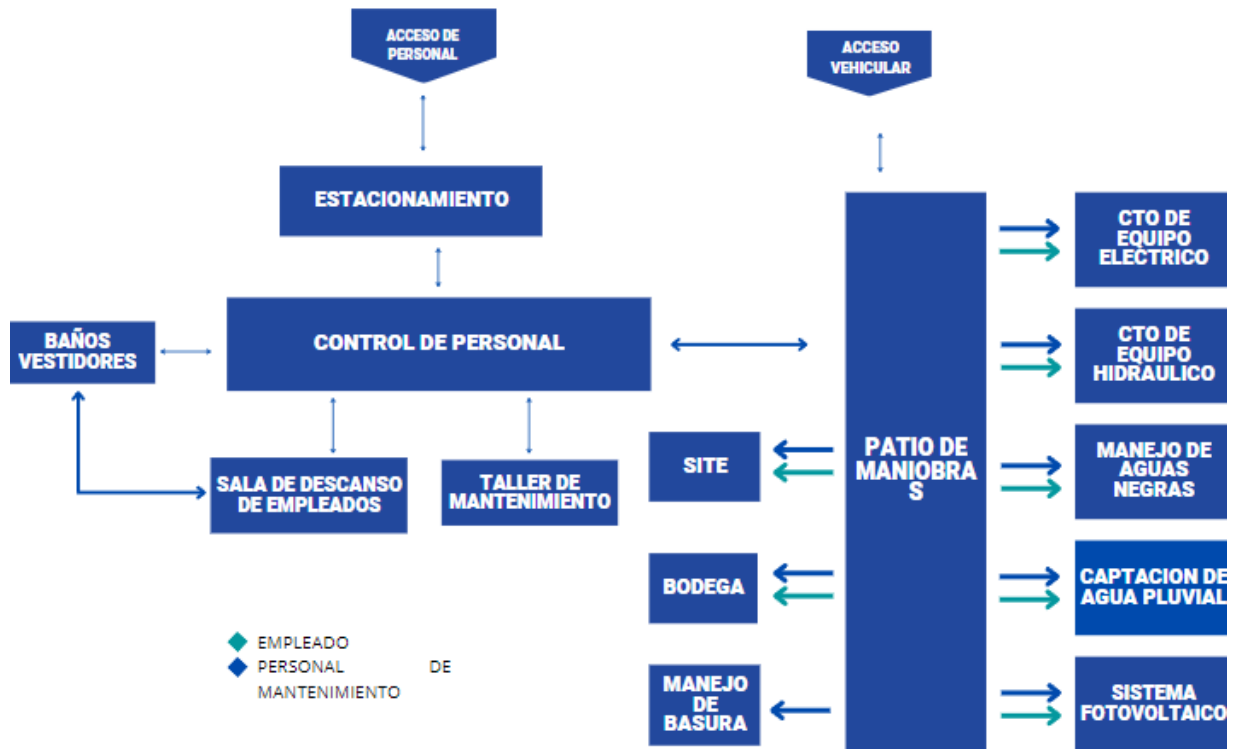 ACCESO DE
PERSONAL
ACCESO
VEHICULAR
ESTACIONAMIENTO
CTO DE
EQUIPO
ELECTRICO
CONTROL DE PERSONAL
BAÑOS
VESTIDORES
CTO DE
EQUIPO
HIDRAULICO
PATIO DE
MANIOBRA
S
SITE
MANEJO DE
AGUAS
NEGRAS
SALA DE DESCANSO
DE EMPLEADOS
TALLER DE
MANTENIMIENTO
BODEGA
CAPTACION DE
AGUA PLUVIAL
EMPLEADO
PERSONAL DE
MANTENIMIENTO
MANEJO
DE
BASURA
SISTEMA
FOTOVOLTAICO